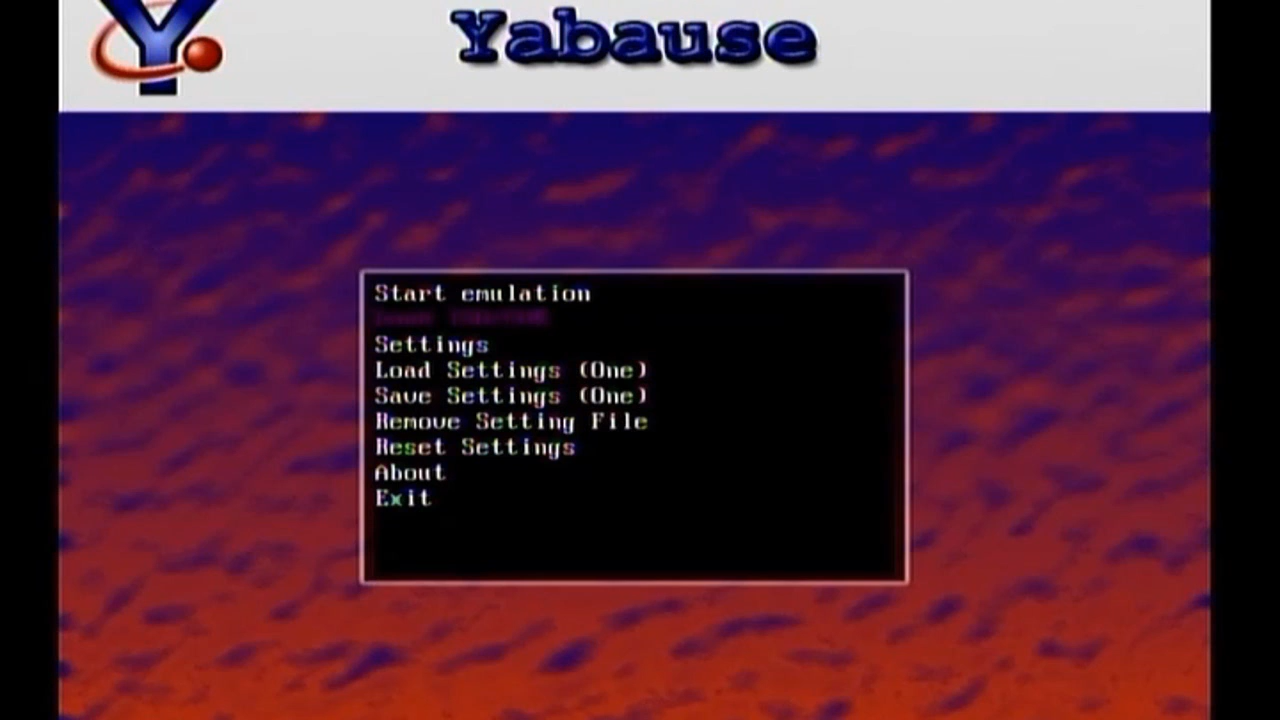 Yabause
Start emulation
Settings
Load Settings (One)
Save Settings (One)
Remove Setting File
Reset Settings
About
Exit